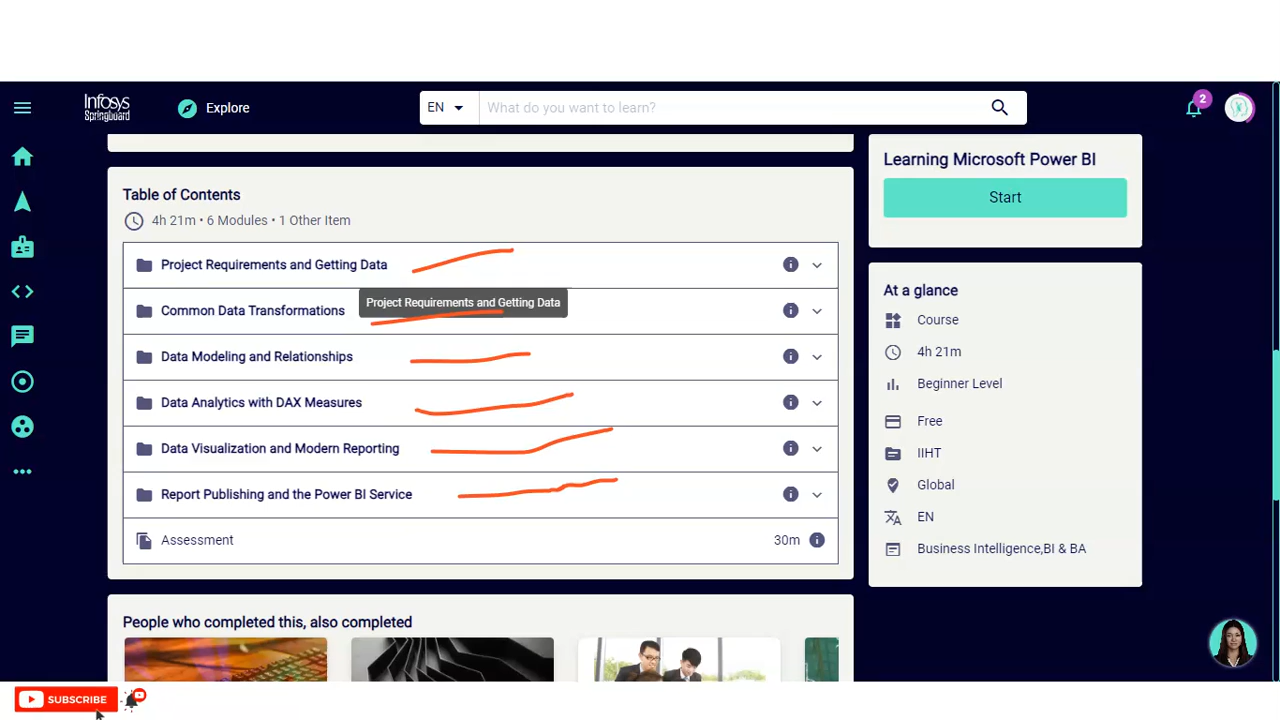 Infosys
Springboard
Explore
EN
What do you want to learn?
2
Table of Contents
4h 21m • 6 Modules • 1 Other Item
Project Requirements and Getting Data
Project Requirements and Getting Data
Common Data Transformations
Data Modeling and Relationships
Data Analytics with DAX Measures
Data Visualization and Modern Reporting
Report Publishing and the Power BI Service
Assessment
30m
People who completed this, also completed
Learning Microsoft Power BI
Start
At a glance
Course
4h 21m
Beginner Level
Free
IIHT
Global
EN
Business Intelligence,BI & BA
SUBSCRIBE